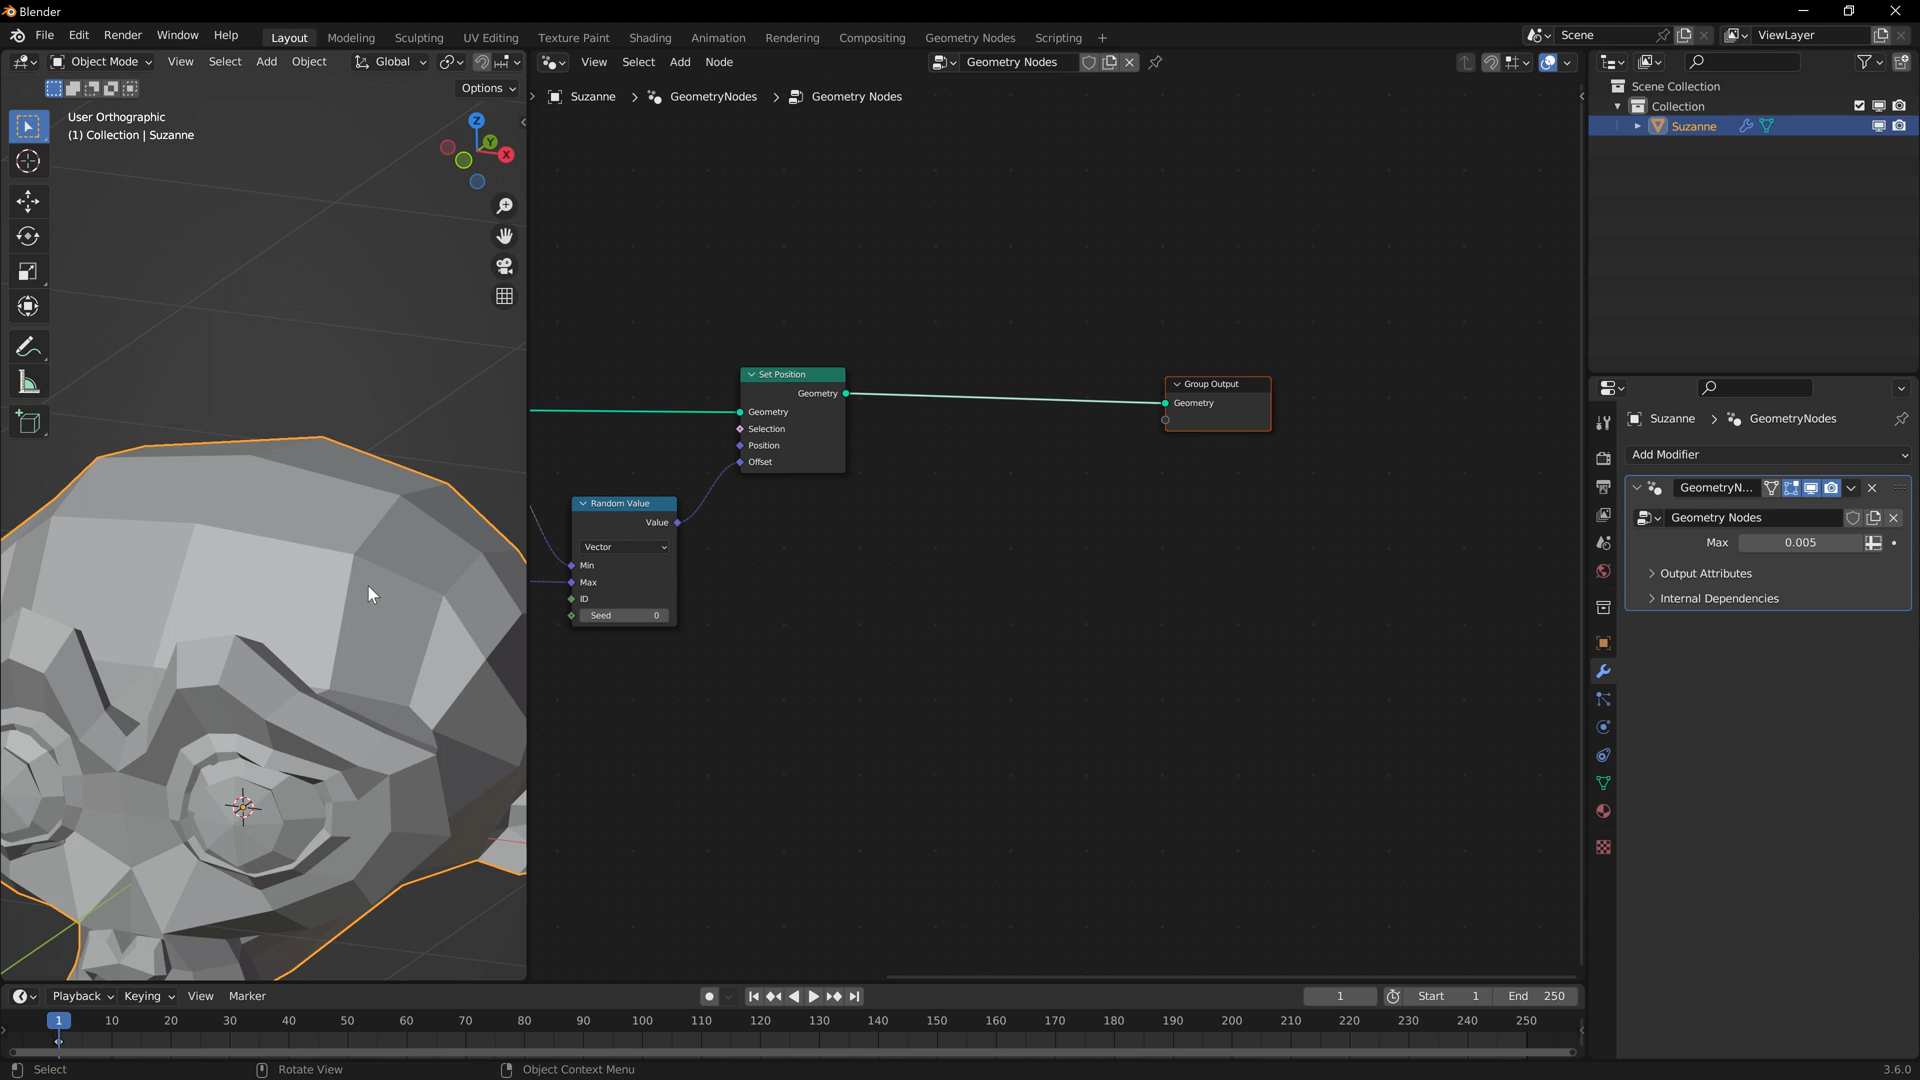 Blender
File Edit Render Window Help Layout Modeling Sculpting UV Editing Texture Paint Shading Animation Rendering Compositing Geometry Nodes Scripting + Scene ViewLayer
Object Mode View Select Add Object Global
Options
User Orthographic
(1) Collection | Suzanne
Z
Y
X
View Select Add Node Geometry Nodes
Suzanne > GeometryNodes > Geometry Nodes
Set Position
Geometry
Geometry
Selection
Position
Offset
Random Value
Value
Vector
Min
Max
ID
Seed 0
Group Output
Geometry
Scene Collection
Collection
Suzanne
Suzanne > GeometryNodes
Add Modifier
GeometryN...
Geometry Nodes
Max 0.005
Output Attributes
Internal Dependencies
Playback Keying View Marker 1 Start 1 End 250
1 10 20 30 40 50 60 70 80 90 100 110 120 130 140 150 160 170 180 190 200 210 220 230 240 250
Select Rotate View Object Context Menu 3.6.0